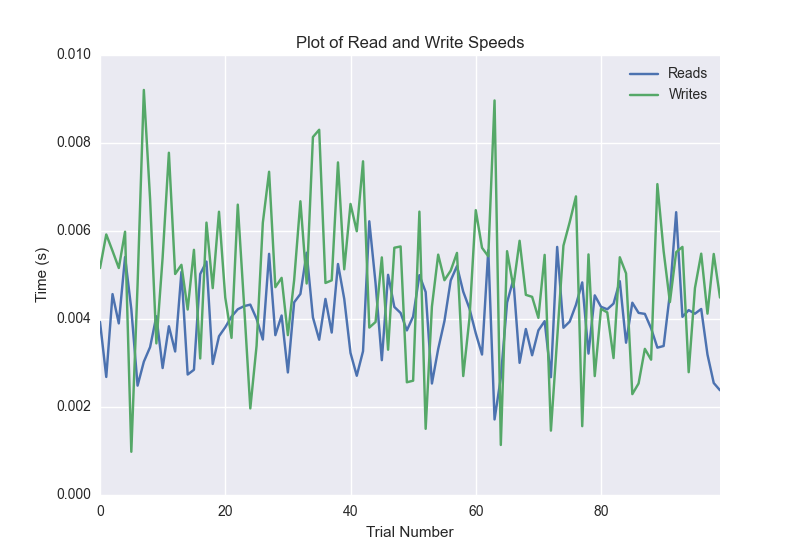 Plot of Read and Write Speeds
0.010
0.008
0.006
0.004
0.002
0.000
Time (s)
Reads
Writes
0 20 40 60 80
Trial Number